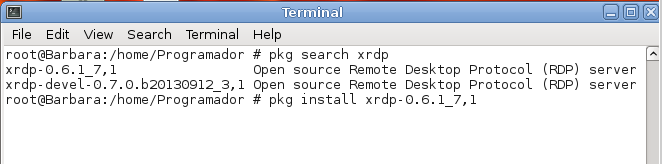 Terminal
File Edit View Search Terminal Help
root@Barbara:/home/Programador # pkg search xrdp
xrdp-0.6.1_7,1 Open source Remote Desktop Protocol (RDP) server
xrdp-devel-0.7.0.b20130912_3,1 Open source Remote Desktop Protocol (RDP) server
root@Barbara:/home/Programador # pkg install xrdp-0.6.1_7,1